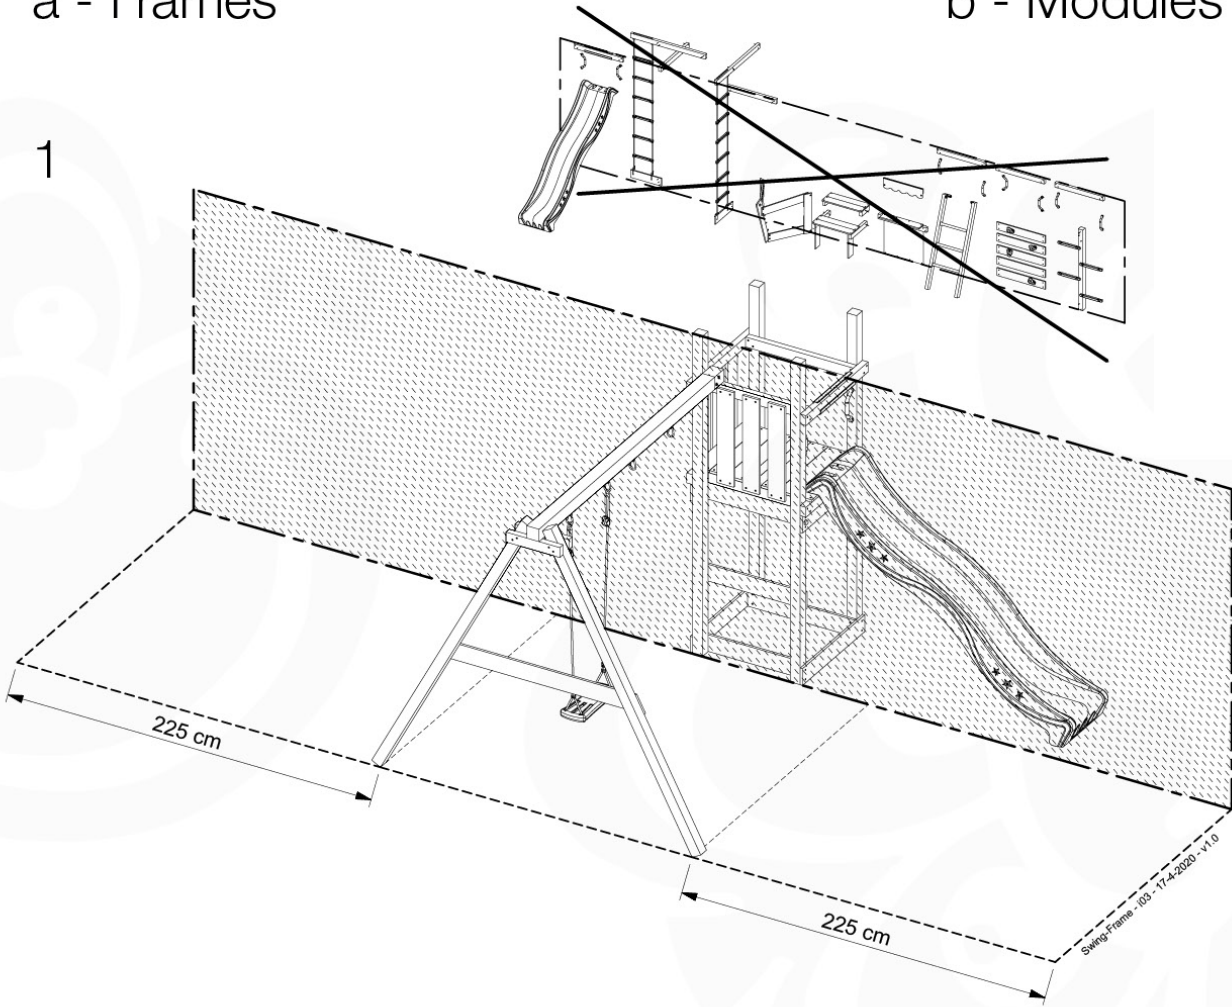 a - Frames
b - Modules
1
225 cm
225 cm
Swing-Frame - i03 - 17-4-2020 - v1.0